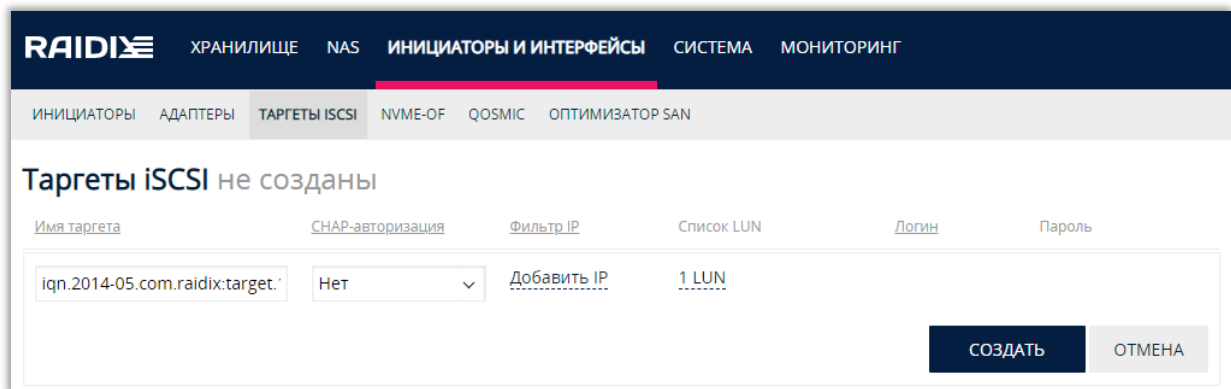 RAIDIX ХРАНИЛИЩЕ NAS ИНИЦИАТОРЫ И ИНТЕРФЕЙСЫ СИСТЕМА МОНИТОРИНГ
ИНИЦИАТОРЫ АДАПТЕРЫ ТАРГЕТЫ ISCSI NVME-OF QOSMIC ОПТИМИЗАТОР SAN
Таргеты iSCSI не созданы
Имя таргета CHAP-авторизация Фильтр IP Список LUN Логин Пароль
iqn.2014-05.com.raidix:target. Нет Добавить IP 1 LUN
СОЗДАТЬ ОТМЕНА